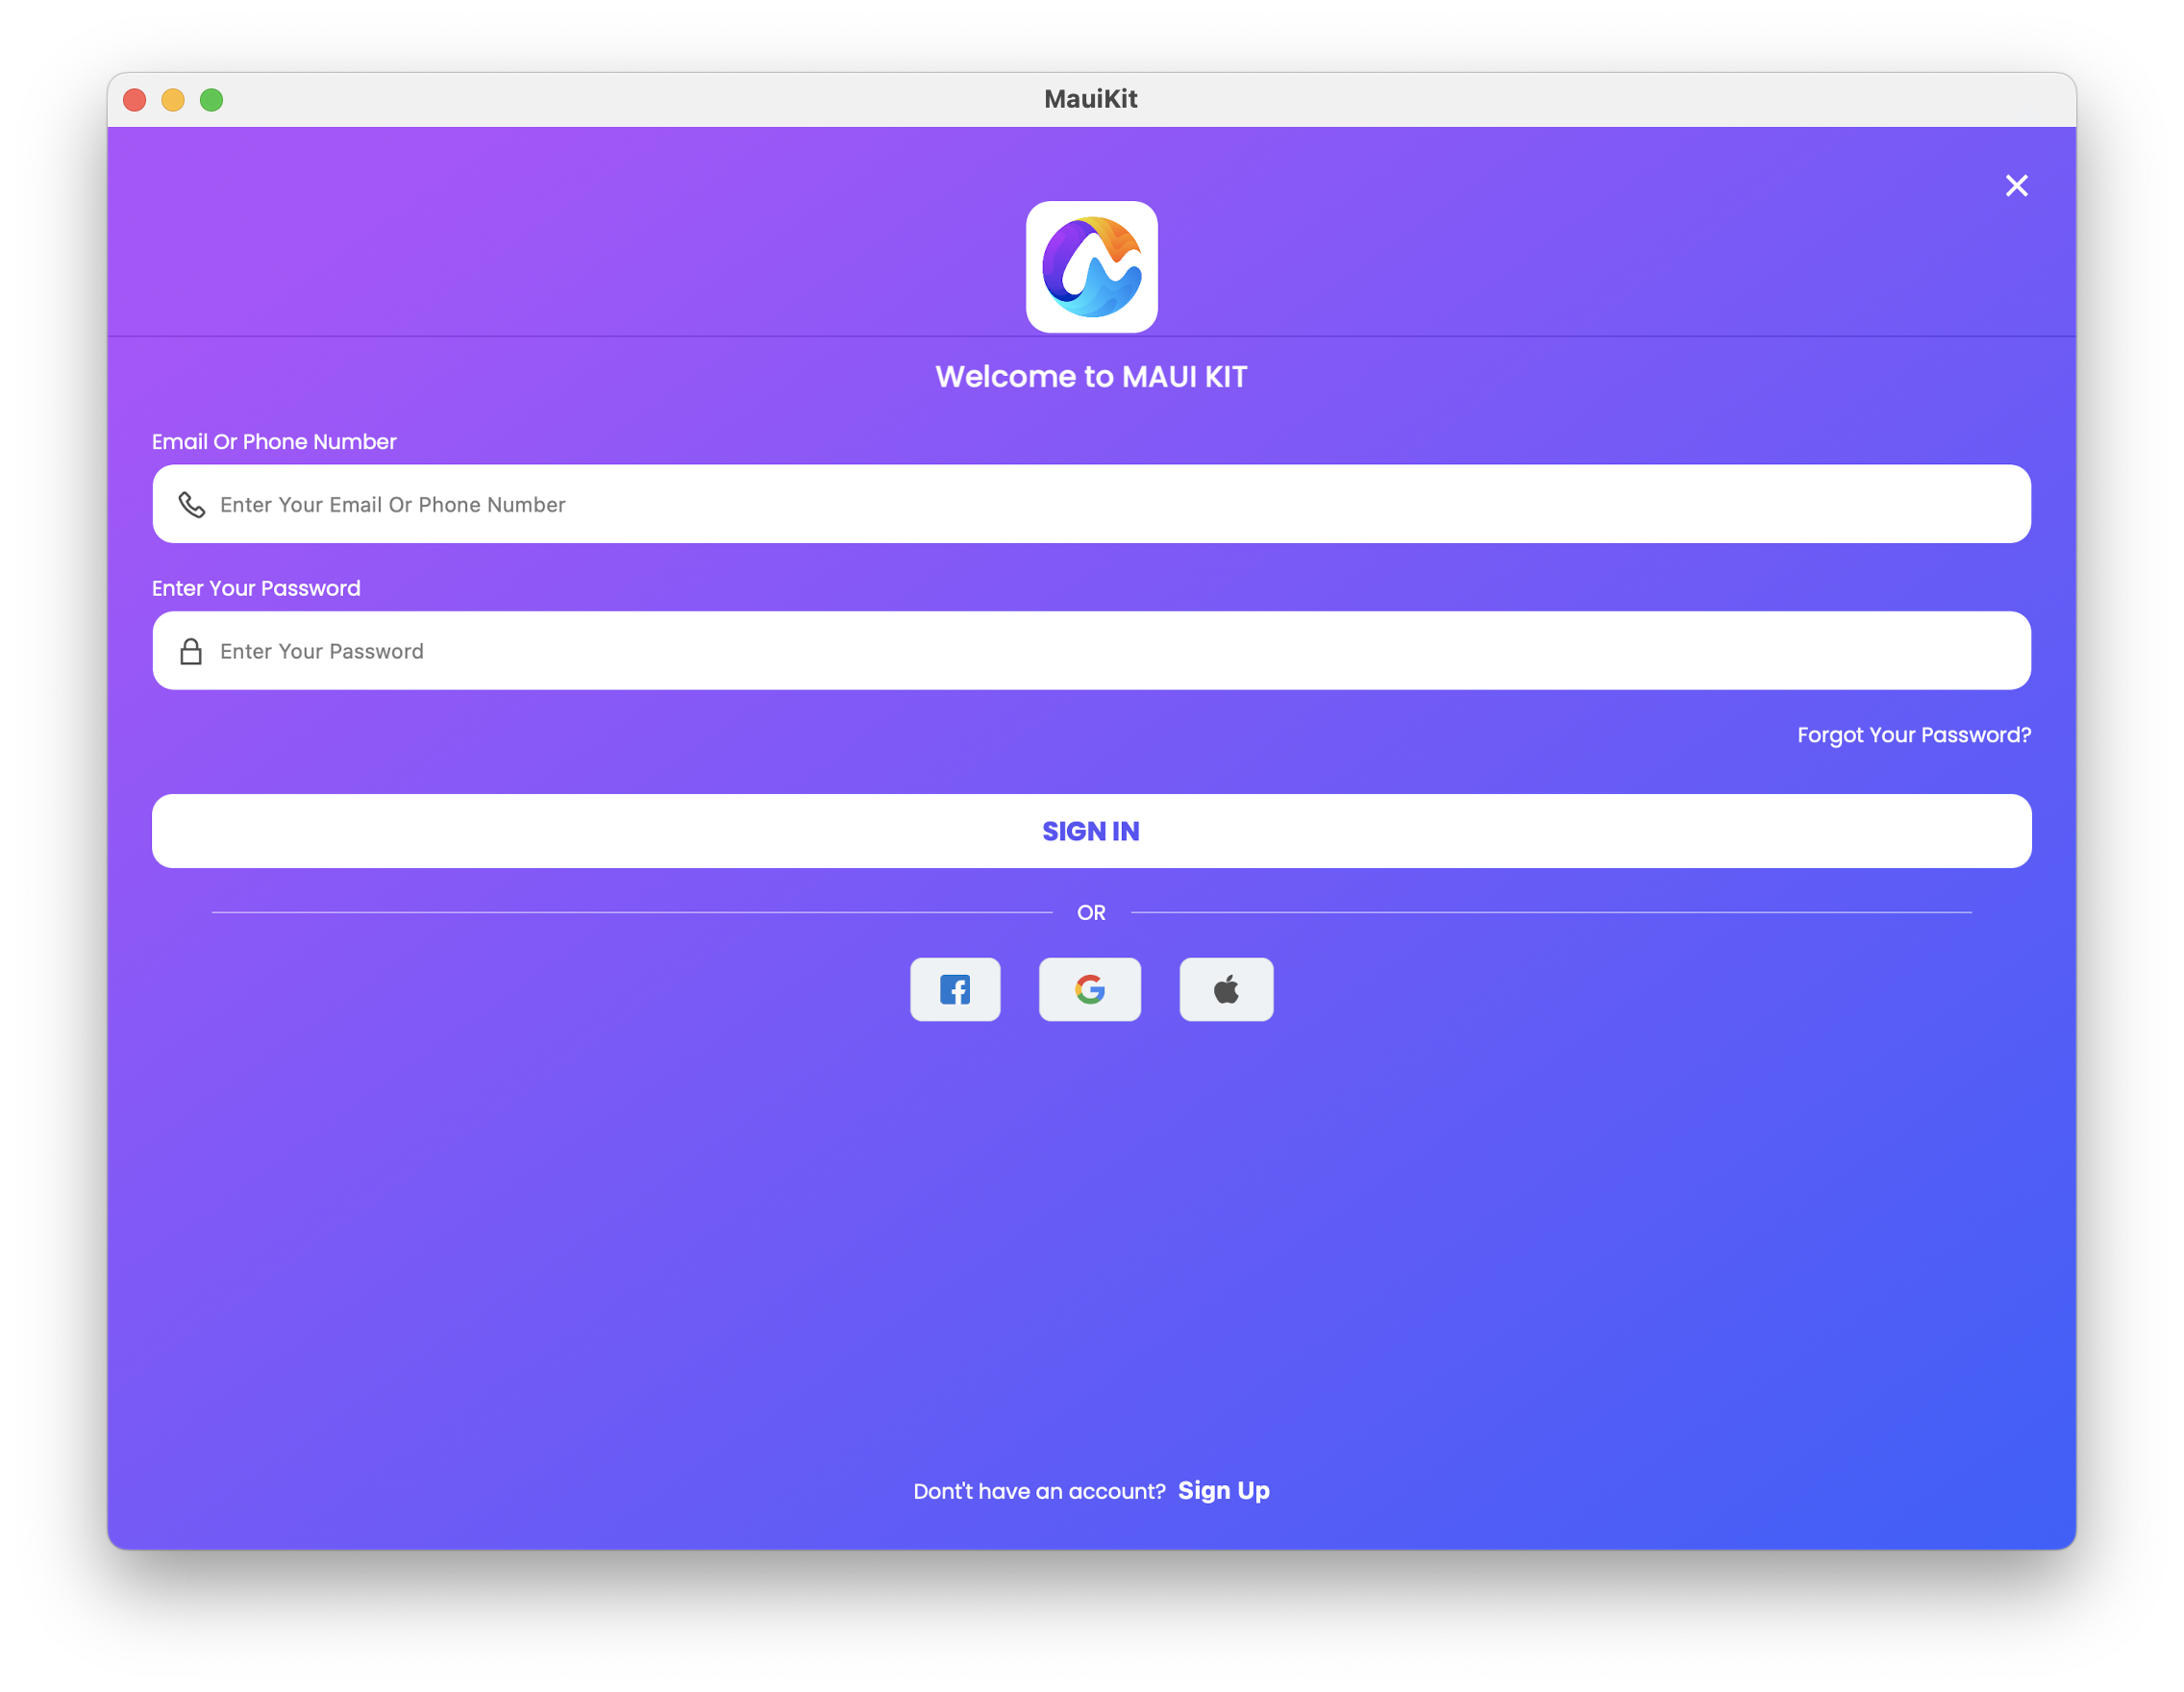 MauiKit
Welcome to MAUI KIT
Email Or Phone Number
Enter Your Email Or Phone Number
Enter Your Password
Enter Your Password
Forgot Your Password?
SIGN IN
OR
Dont't have an account? Sign Up